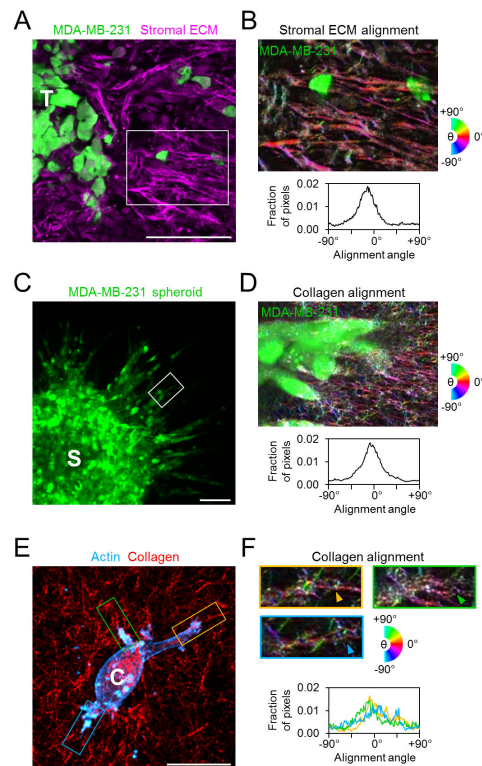 A
MDA-MB-231 Stromal ECM
T
B
Stromal ECM alignment
MDA-MB-231
+90°
θ 0°
-90°
Fraction
of pixels
0.02
0.01
0.00
-90° 0° +90°
Alignment angle
C
MDA-MB-231 spheroid
S
D
Collagen alignment
MDA-MB-231
+90°
θ 0°
-90°
Fraction
of pixels
0.02
0.01
0.00
-90° 0° +90°
Alignment angle
E
Actin Collagen
C
F
Collagen alignment
+90°
θ 0°
-90°
Fraction
of pixels
0.02
0.01
0.00
-90° 0° +90°
Alignment angle